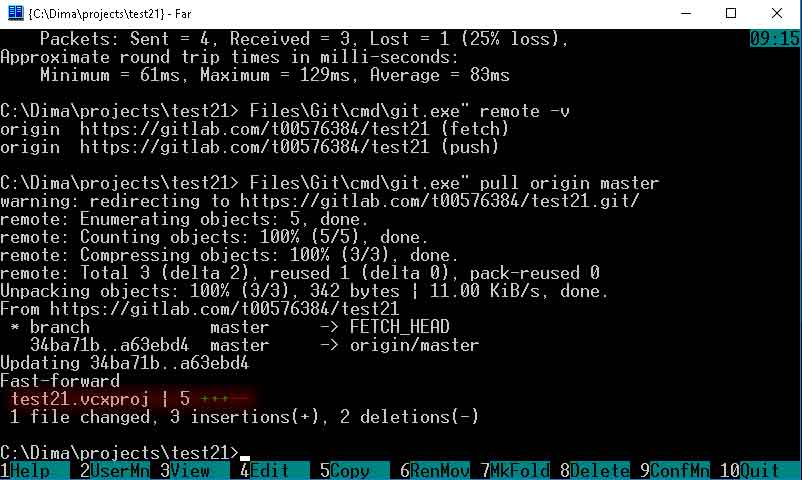 {C:\Dima\projects\test21} - Far
Packets: Sent = 4, Received = 3, Lost = 1 (25% loss),
09:15
Approximate round trip times in milli-seconds:
Minimum = 61ms, Maximum = 129ms, Average = 83ms
C:\Dima\projects\test21> Files\Git\cmd\git.exe" remote -v
origin  https://gitlab.com/t00576384/test21 (fetch)
origin  https://gitlab.com/t00576384/test21 (push)
C:\Dima\projects\test21> Files\Git\cmd\git.exe" pull origin master
warning: redirecting to https://gitlab.com/t00576384/test21.git/
remote: Enumerating objects: 5, done.
remote: Counting objects: 100% (5/5), done.
remote: Compressing objects: 100% (3/3), done.
remote: Total 3 (delta 2), reused 1 (delta 0), pack-reused 0
Unpacking objects: 100% (3/3), 342 bytes | 11.00 KiB/s, done.
From https://gitlab.com/t00576384/test21
* branch            master     -> FETCH_HEAD
34ba71b..a63ebd4  master     -> origin/master
Updating 34ba71b..a63ebd4
Fast-forward
test21.vcxproj | 5 +++--
1 file changed, 3 insertions(+), 2 deletions(-)
C:\Dima\projects\test21>
1Help 2UserMn 3View 4Edit 5Copy 6RenMov 7MkFold 8Delete 9ConfMn 10Quit